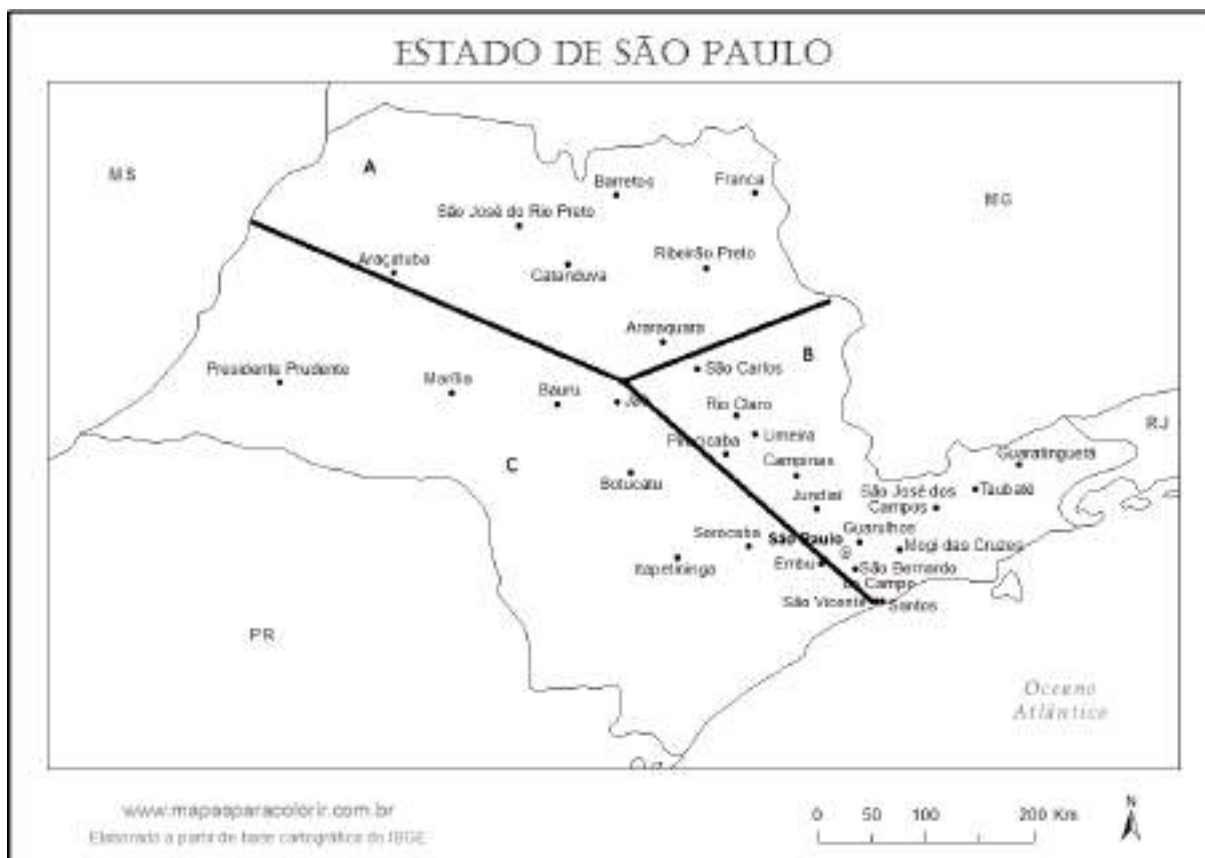 ESTADO DE SÃO PAULO
MS
A
Barretos
Franca
MG
São José do Rio Preto
Araçatuba
Catanduva
Ribeirão Preto
Araraquara
B
Presidente Prudente
Marília
Bauru
Jaú
São Carlos
Rio Claro
RJ
Piracicaba
Limeira
C
Campinas
Guaratinguetá
Botucatu
Jundiaí
São José dos
Campos
Taubaté
Sorocaba
São Paulo
Guarulhos
Mogi das Cruzes
Itapetininga
Embu
São Bernardo
do Campo
São Vicente
Santos
PR
Oceano
Atlântico
www.mapasparacolorir.com.br
Elaborado a partir de base cartográfica do IBGE
0 50 100 200 Km
N